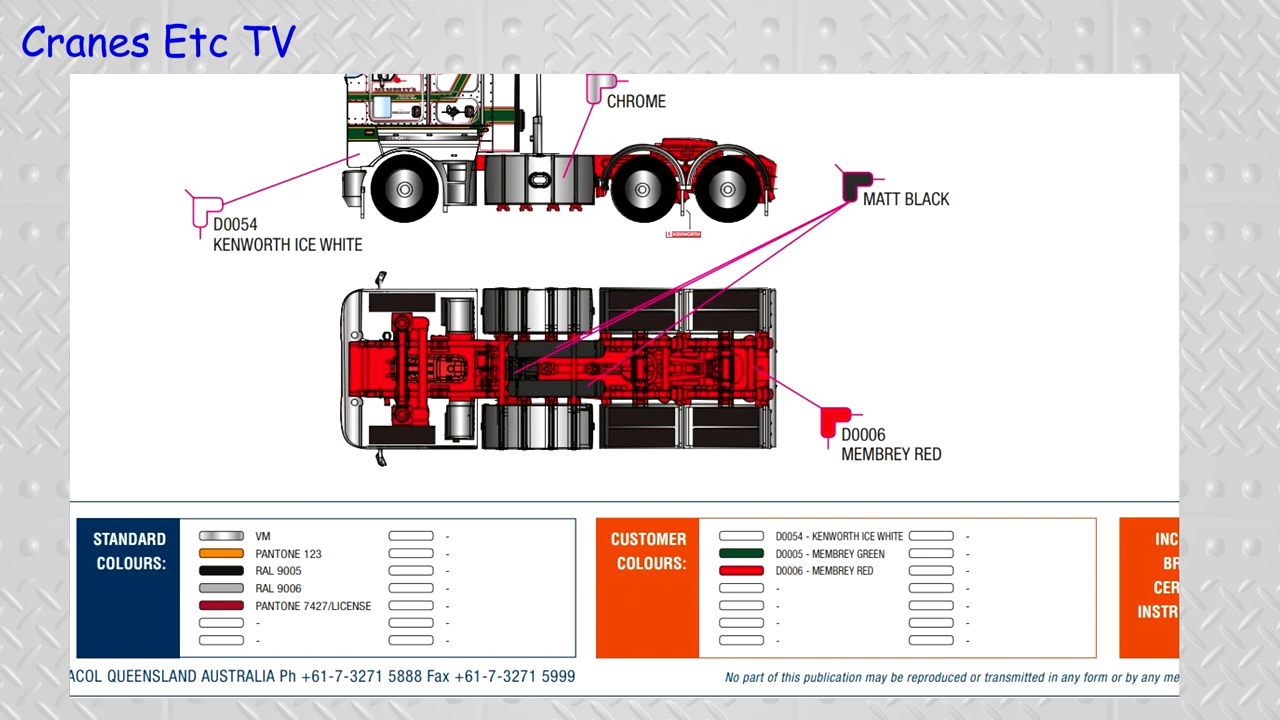 Cranes Etc TV
MEMBREY'S
CHROME
MATT BLACK
D0054
KENWORTH ICE WHITE
KENWORTH
D0006
MEMBREY RED
STANDARD
COLOURS:
VM
PANTONE 123
RAL 9005
RAL 9006
PANTONE 7427/LICENSE
-
-
-
-
-
-
-
-
-
CUSTOMER
COLOURS:
D0054 - KENWORTH ICE WHITE
D0005 - MEMBREY GREEN
D0006 - MEMBREY RED
-
-
-
-
-
-
-
-
-
-
-
INC
BR
CER
INSTR
ACOL QUEENSLAND AUSTRALIA Ph +61-7-3271 5888 Fax +61-7-3271 5999
No part of this publication may be reproduced or transmitted in any form or by any me